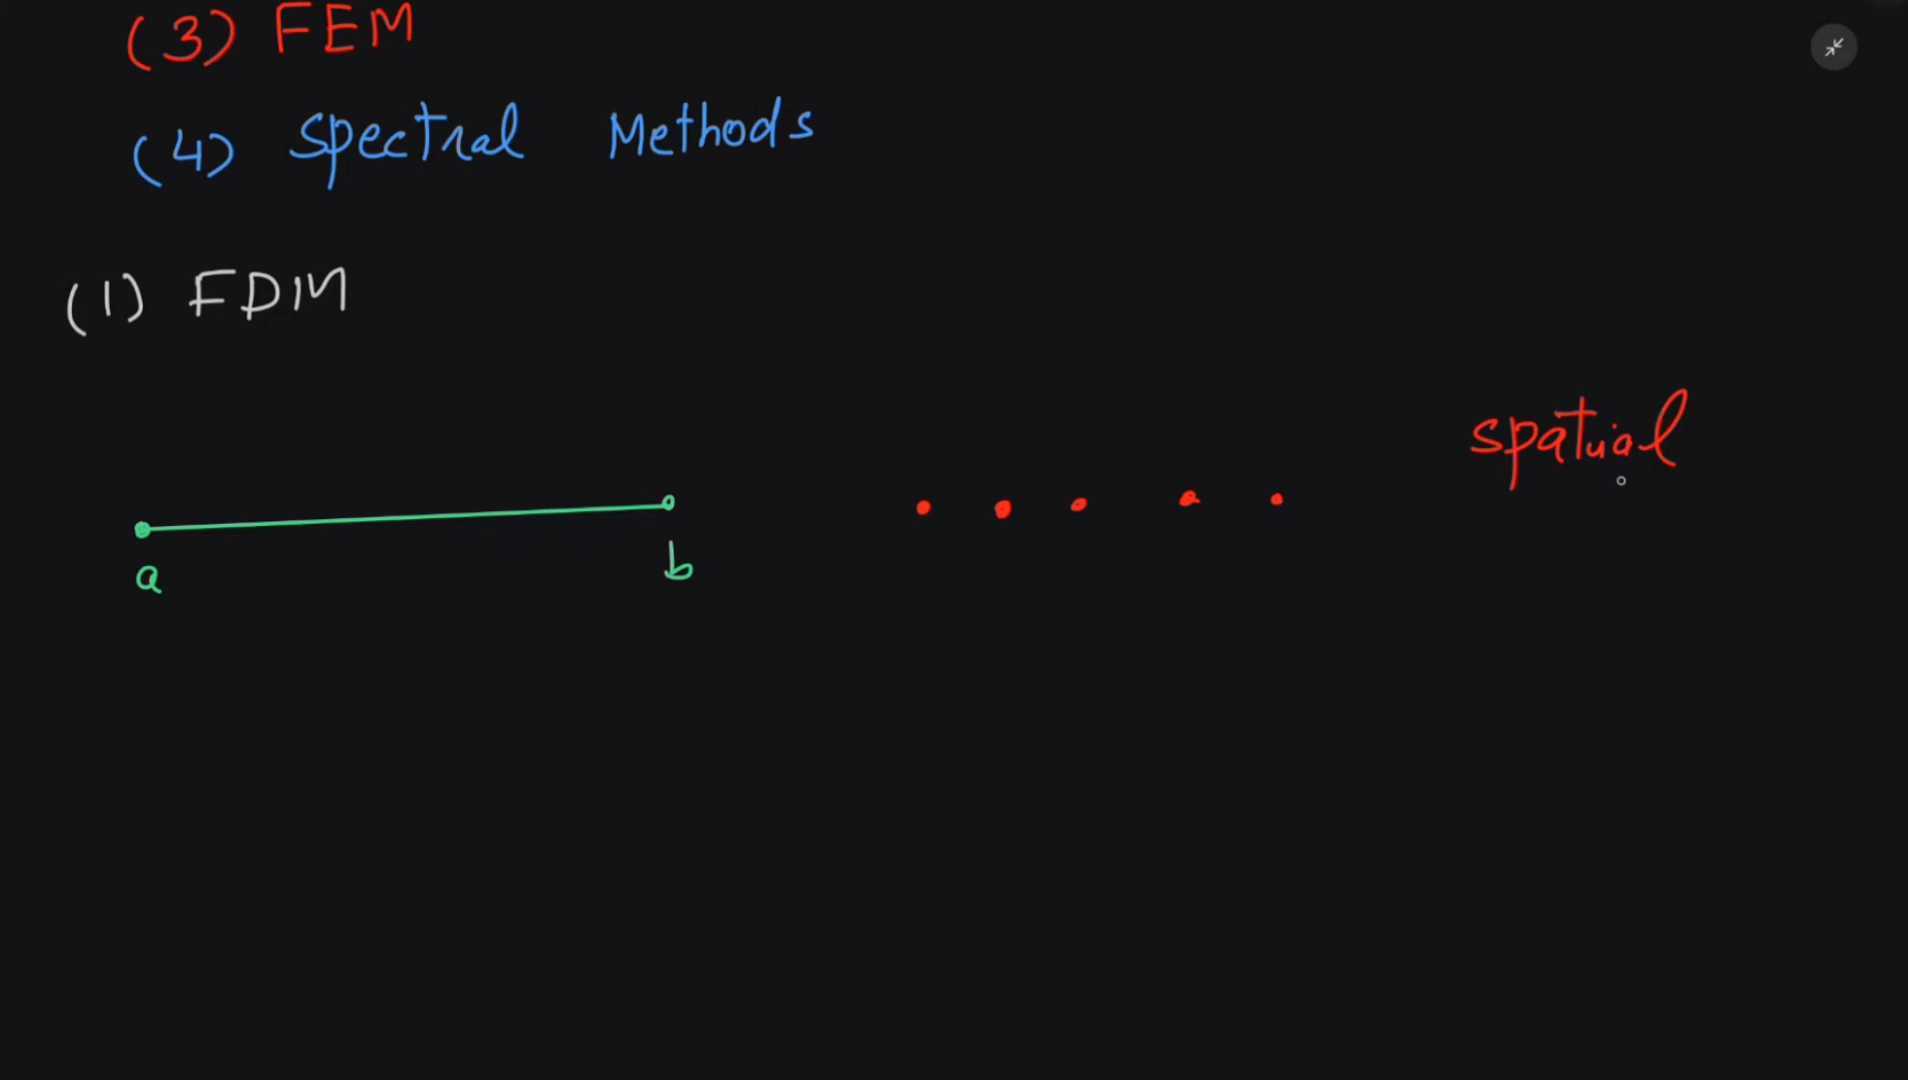 (3) FEM
(4) Spectral Methods
(1) FDM
spatial
a
b